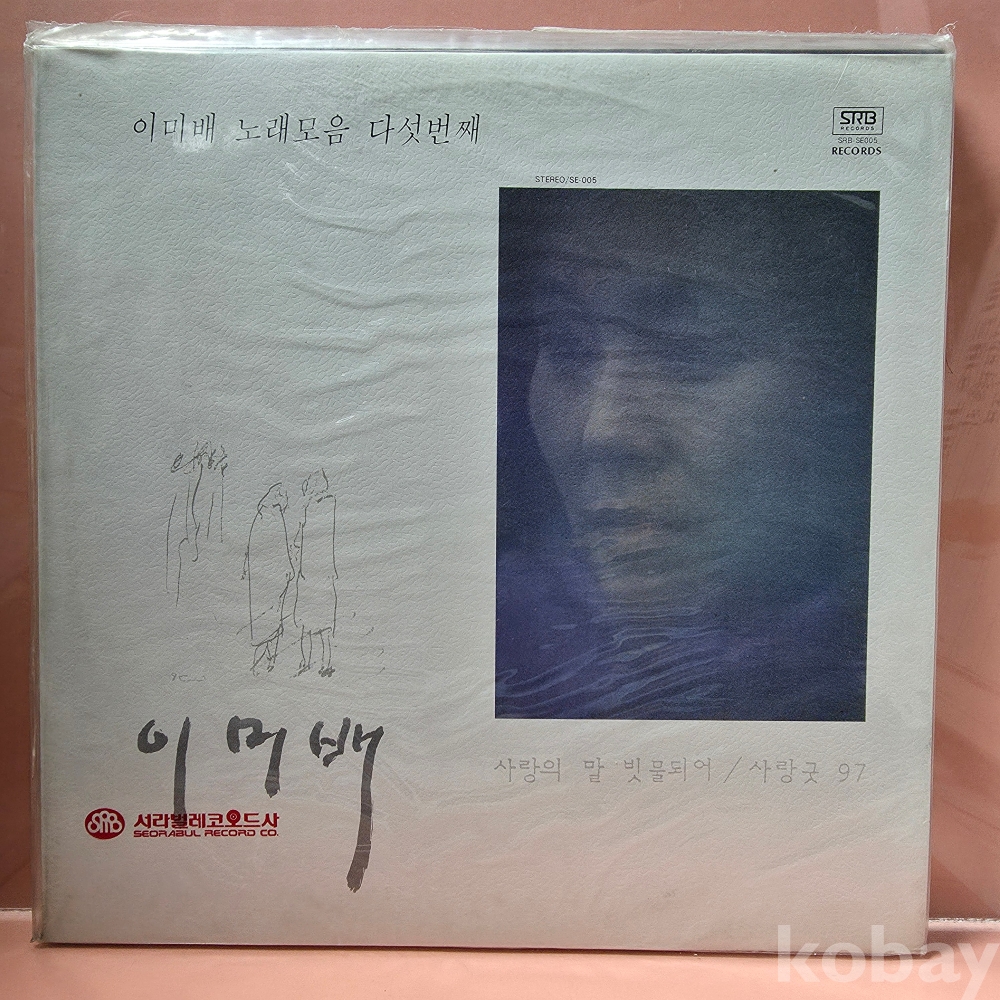 이미배 노래모음 다섯번째
SRB
RECORDS
SRB-SE005
RECORDS
STEREO/SE-005
이미배
사랑의 말 빗물되어 / 사랑굿 97
SRB 서라벌레코오드사
SEORABUL RECORD CO.
kobay